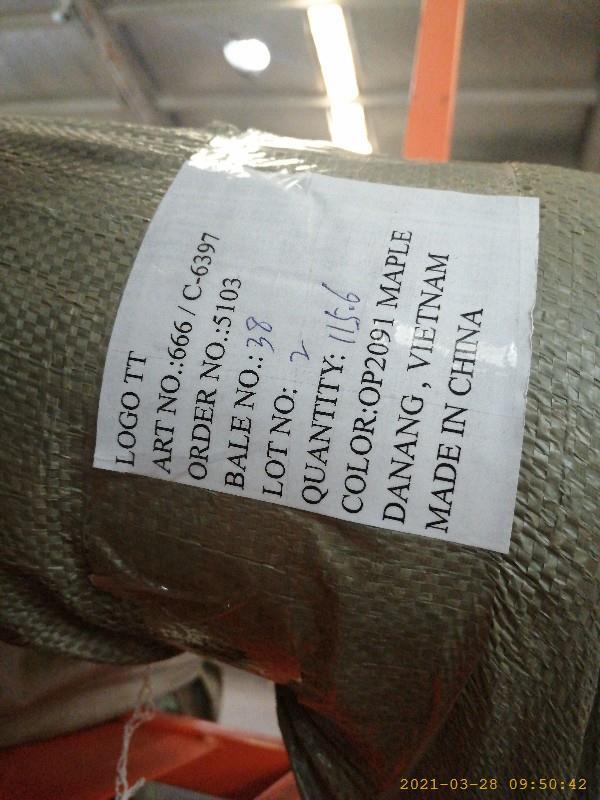 LOGO TT
ART NO.:666 / C-6397
ORDER NO.:5103
BALE NO.: 38
LOT NO: 2
QUANTITY: 115.6
COLOR:OP2091 MAPLE
DANANG , VIETNAM
MADE IN CHINA
2021-03-28 09:50:42